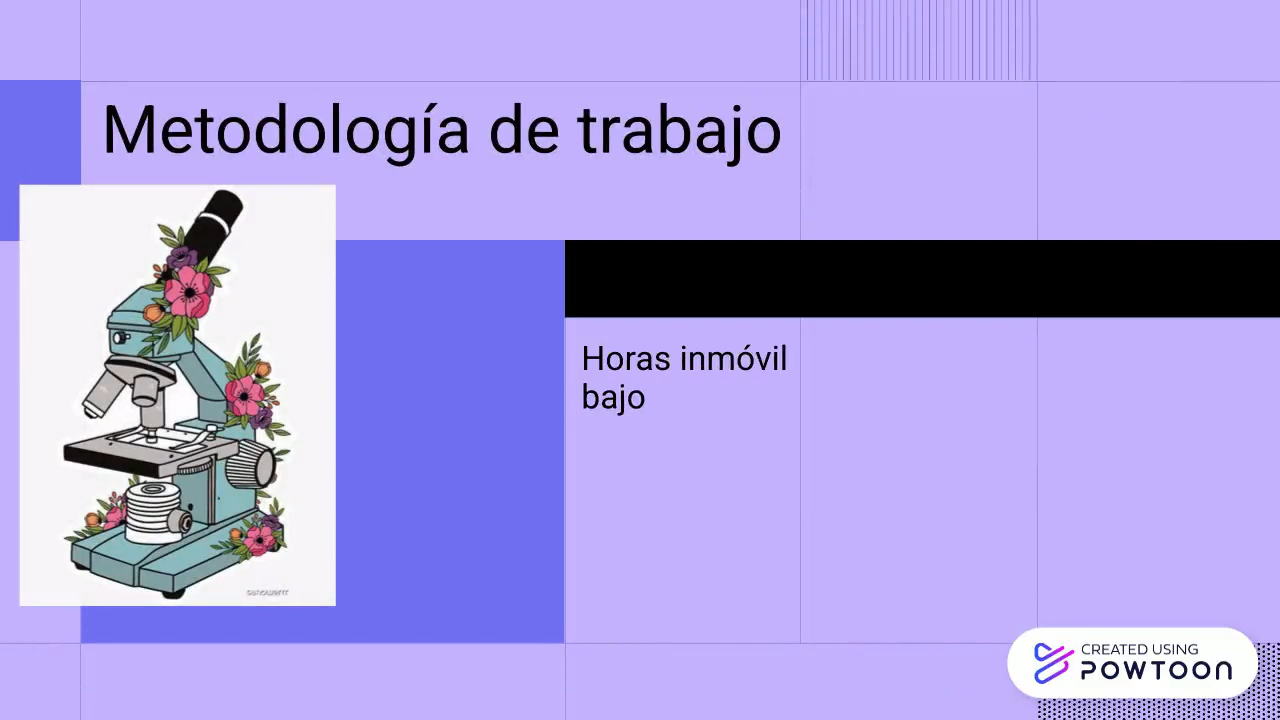 Metodología de trabajo
Horas inmóvil
bajo
CREATED USING
POWTOON